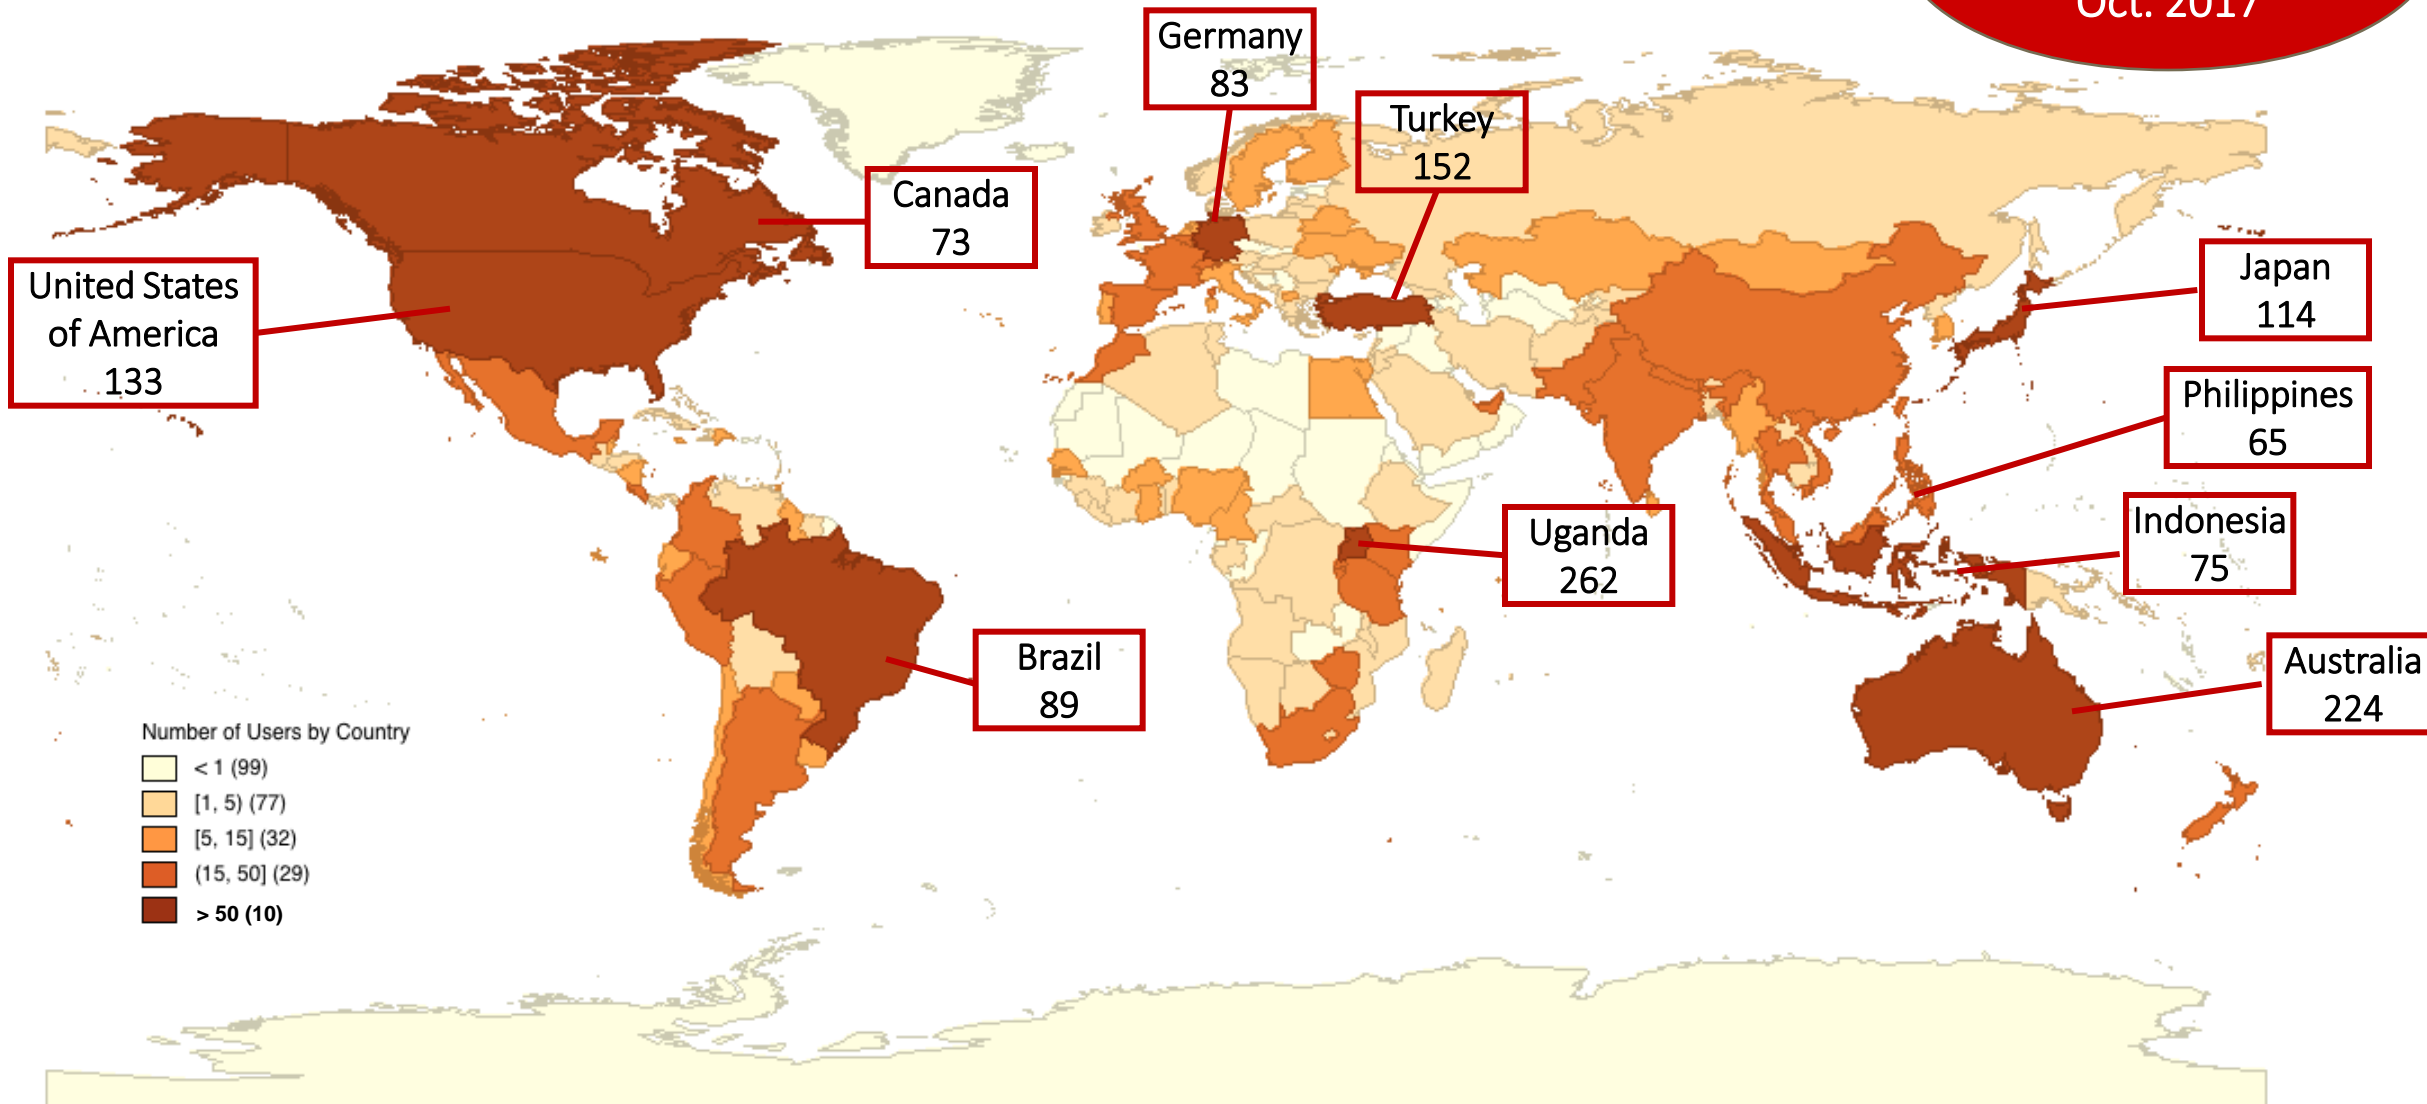 Oct. 2017
Germany
83
Turkey
152
Canada
73
United States
of America
133
Japan
114
Philippines
65
Indonesia
75
Uganda
262
Brazil
89
Australia
224
Number of Users by Country
< 1 (99)
[1, 5) (77)
[5, 15] (32)
(15, 50] (29)
> 50 (10)